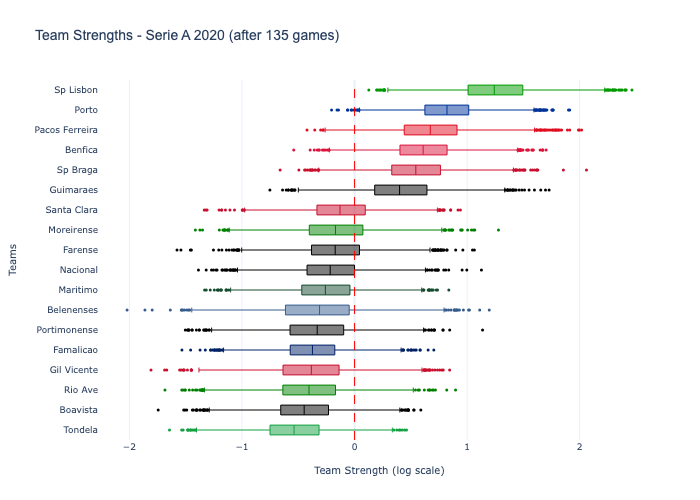 Team Strengths - Serie A 2020 (after 135 games)
Sp Lisbon
Porto
Pacos Ferreira
Benfica
Sp Braga
Guimaraes
Santa Clara
Moreirense
Farense
Nacional
Maritimo
Belenenses
Portimonense
Famalicao
Gil Vicente
Rio Ave
Boavista
Tondela
Teams
−2 −1 0 1 2
Team Strength (log scale)